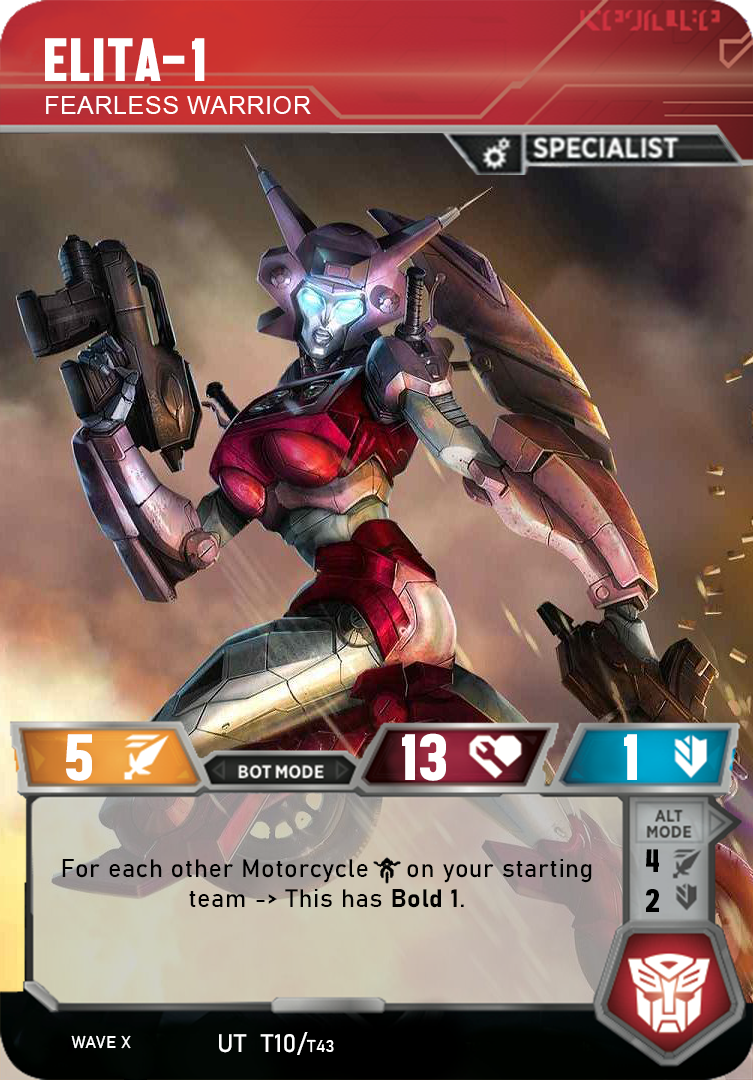 ELITA-1
FEARLESS WARRIOR
SPECIALIST
5
BOT MODE
13
1
For each other Motorcycle on your starting
team -> This has Bold 1.
ALT
MODE
4
2
WAVE X
UT T10/T43